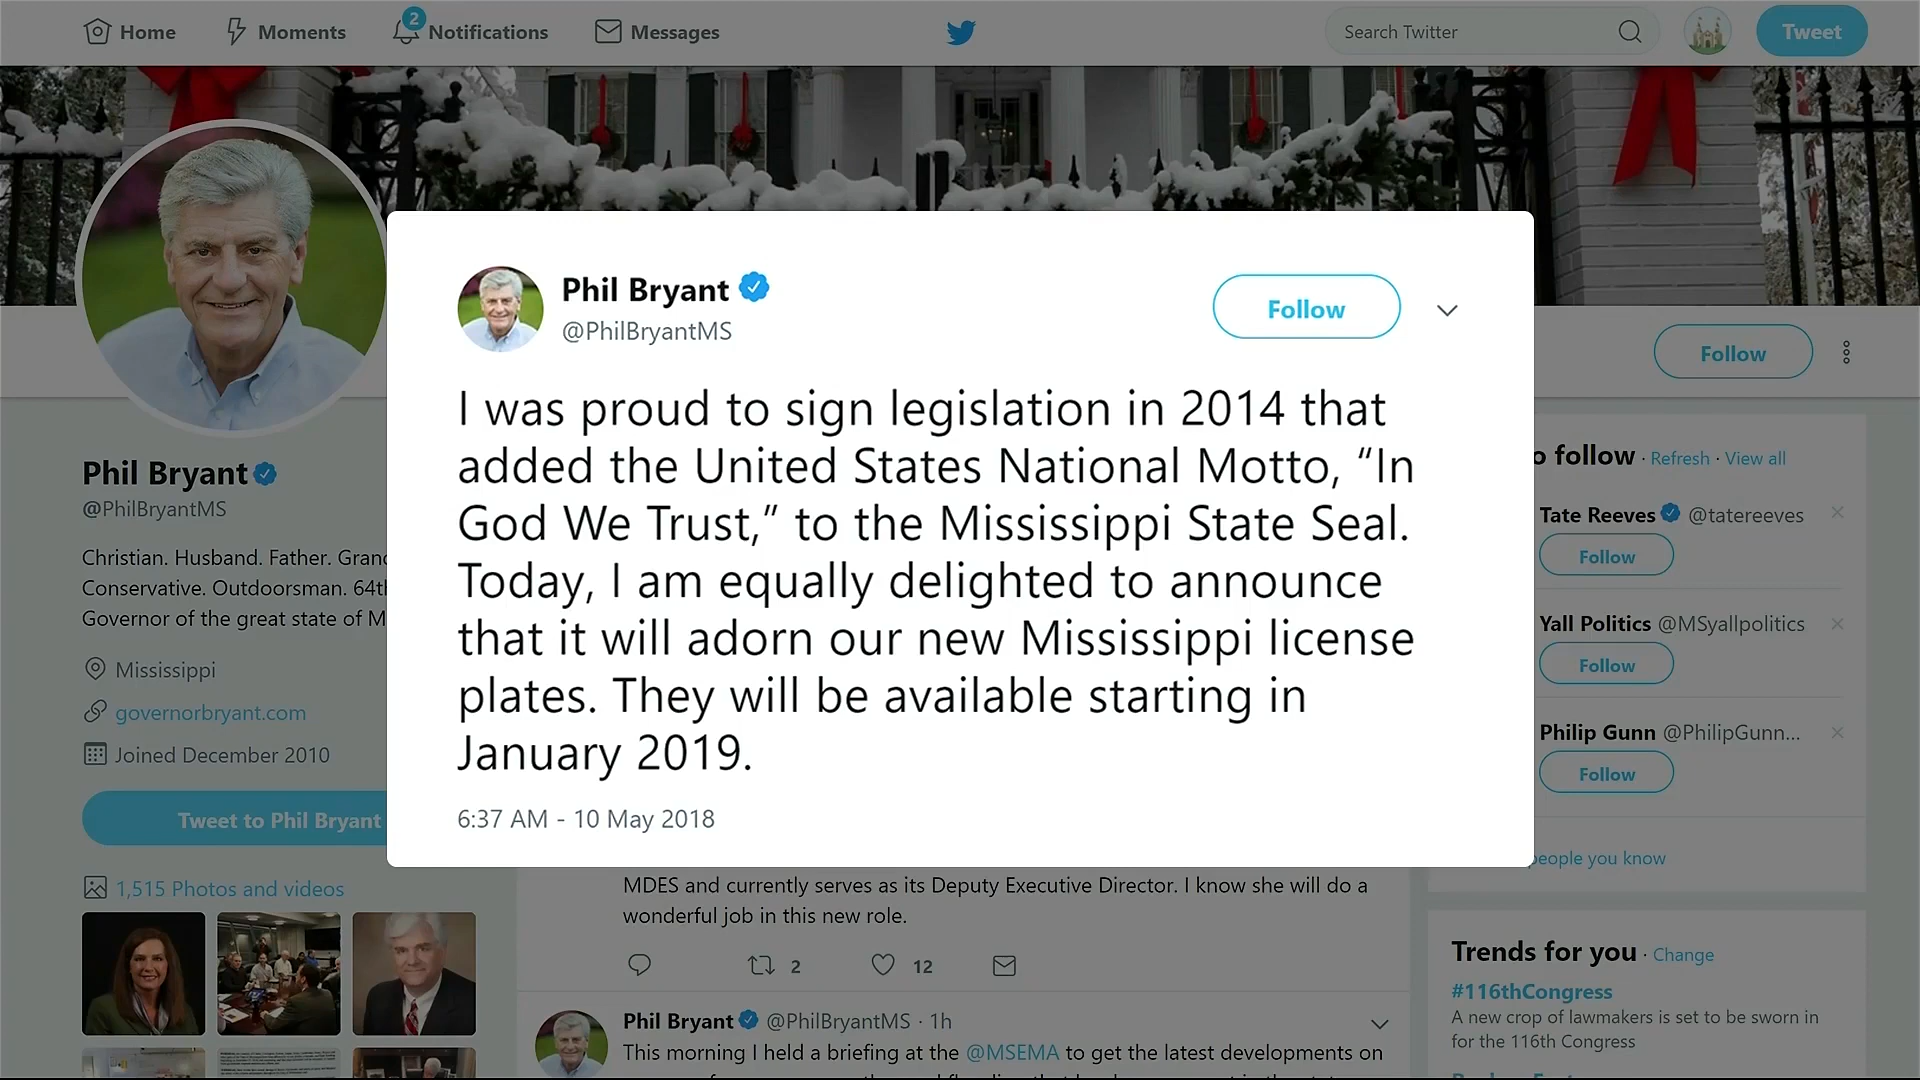 Home
Moments
2
Notifications
Messages
Search Twitter
Tweet
Phil Bryant
@PhilBryantMS
Follow
I was proud to sign legislation in 2014 that
added the United States National Motto, “In
God We Trust,” to the Mississippi State Seal.
Today, I am equally delighted to announce
that it will adorn our new Mississippi license
plates. They will be available starting in
January 2019.
6:37 AM - 10 May 2018
Phil Bryant
@PhilBryantMS
Christian. Husband. Father.
Conservative. Outdoorsman.
Governor of the great state of
Mississippi
governorbryant.com
Joined December 2010
Tweet to Phil Bryant
1,515 Photos and videos
MDES and currently serves as its Deputy Executive Director. I know she will do a
wonderful job in this new role.
2
12
Phil Bryant @PhilBryantMS · 1h
This morning I held a briefing at the @MSEMA to get the latest developments on
Follow
follow · Refresh · View all
Tate Reeves @tatereeves
Follow
Yall Politics @MSyallpolitics
Follow
Philip Gunn @PhilipGunn...
Follow
people you know
Trends for you · Change
#116thCongress
A new crop of lawmakers is set to be sworn in
for the 116th Congress